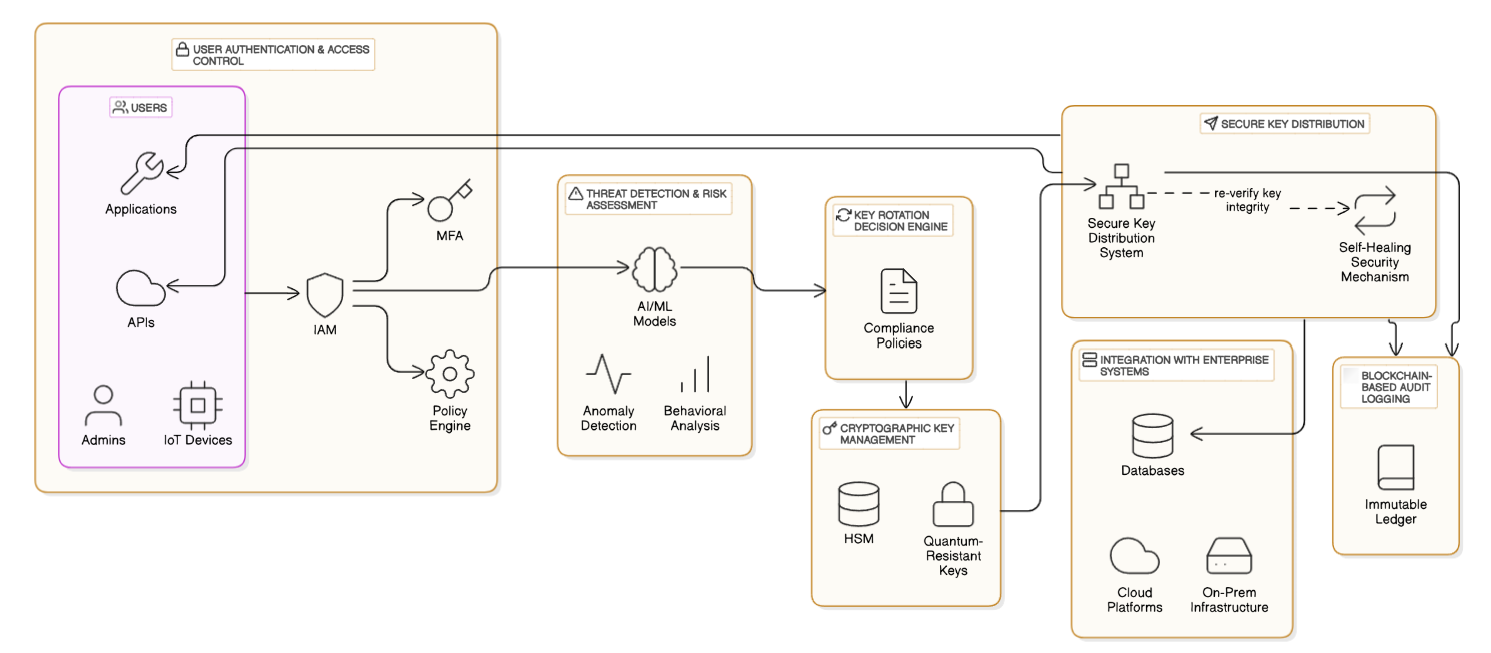 USER AUTHENTICATION & ACCESS
CONTROL
USERS
Applications
APIs
Admins
IoT Devices
IAM
MFA
Policy
Engine
THREAT DETECTION & RISK
ASSESSMENT
AI/ML
Models
Anomaly
Detection
Behavioral
Analysis
KEY ROTATION
DECISION ENGINE
Compliance
Policies
CRYPTOGRAPHIC KEY
MANAGEMENT
HSM
Quantum-
Resistant
Keys
SECURE KEY DISTRIBUTION
Secure Key
Distribution
System
re-verify key
integrity
Self-Healing
Security
Mechanism
INTEGRATION WITH ENTERPRISE
SYSTEMS
Databases
Cloud
Platforms
On-Prem
Infrastructure
BLOCKCHAIN-
BASED AUDIT
LOGGING
Immutable
Ledger